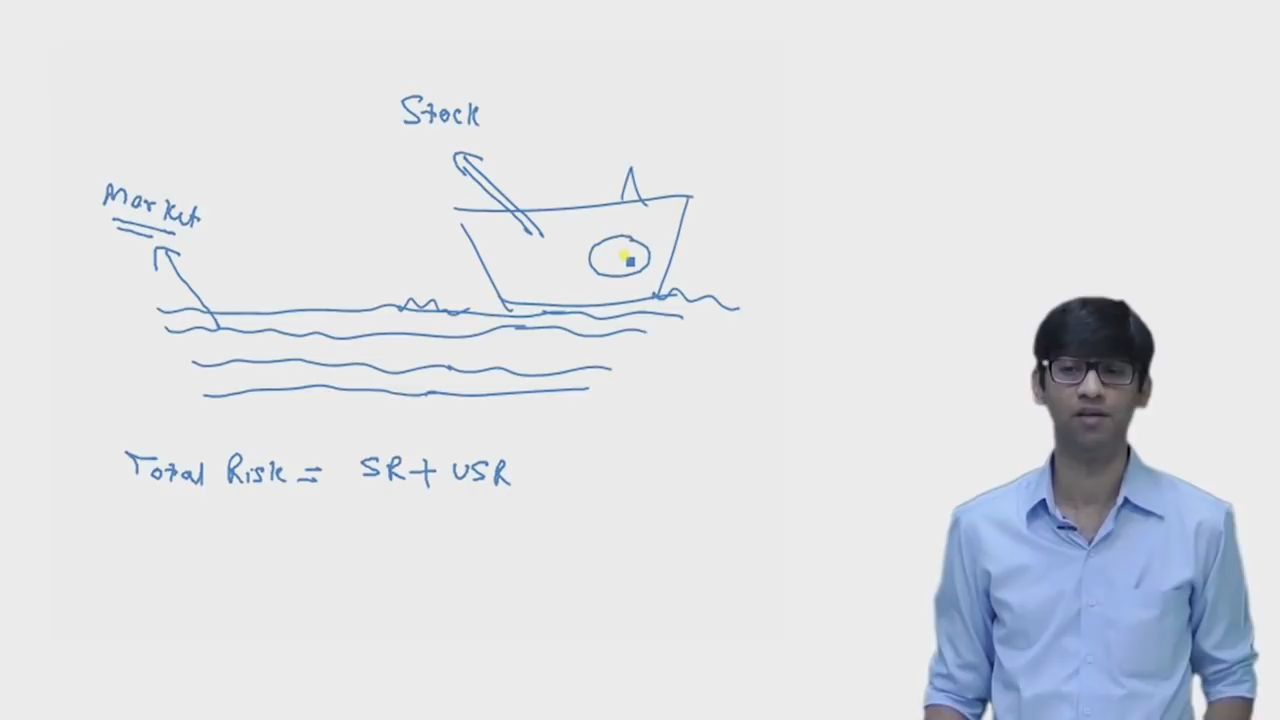 Stock
Market
Total Risk = SR + USR